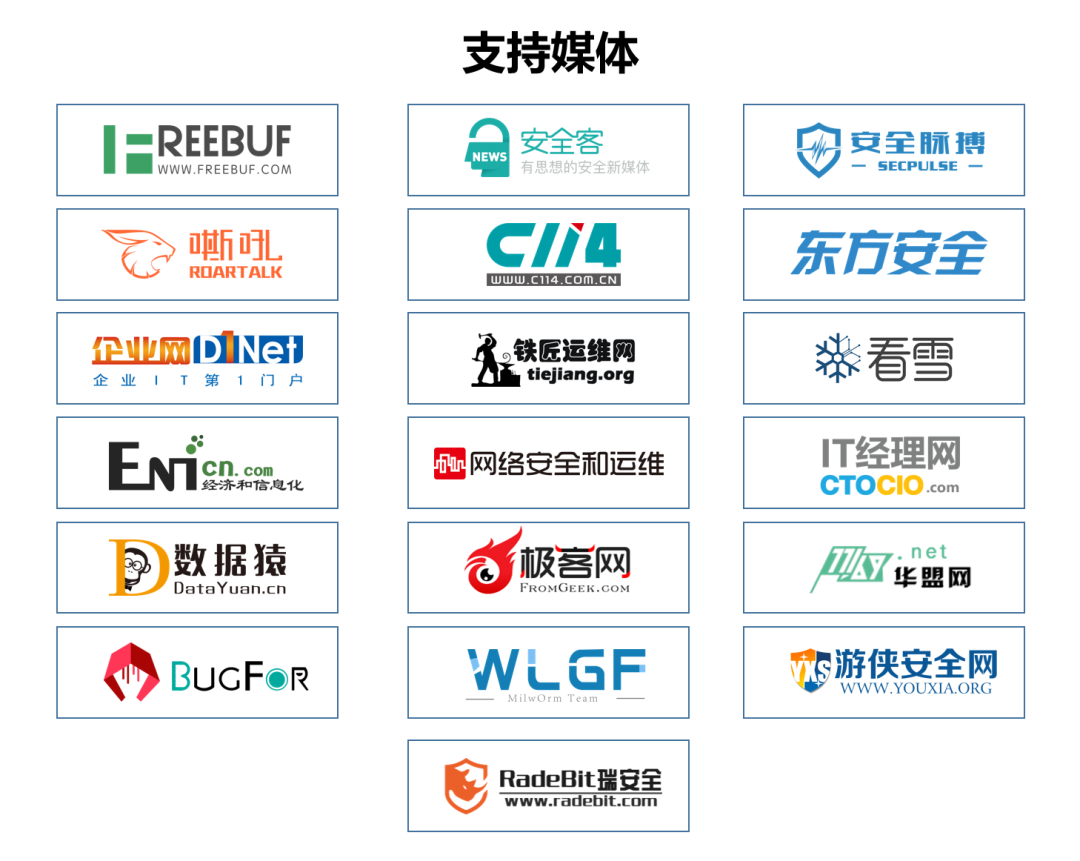 支持媒体
FREEBUF
WWW.FREEBUF.COM
NEWS
安全客
有思想的安全新媒体
安全脉搏
SECPULSE
嘶吼
ROARTALK
C114
www.c114.com.cn
东方安全
企业网D1Net
企业IT第1门户
铁匠运维网
tiejiang.org
看雪
ENI cn.com
经济和信息化
网络安全和运维
IT经理网
CTOCIO.com
数据猿
DataYuan.cn
极客网
FROMGEEK.COM
.net
华盟网
BUGFOR
WLGF
MilwOrm Team
YXS
游侠安全网
WWW.YOUXIA.ORG
RadeBit瑞安全
www.radebit.com